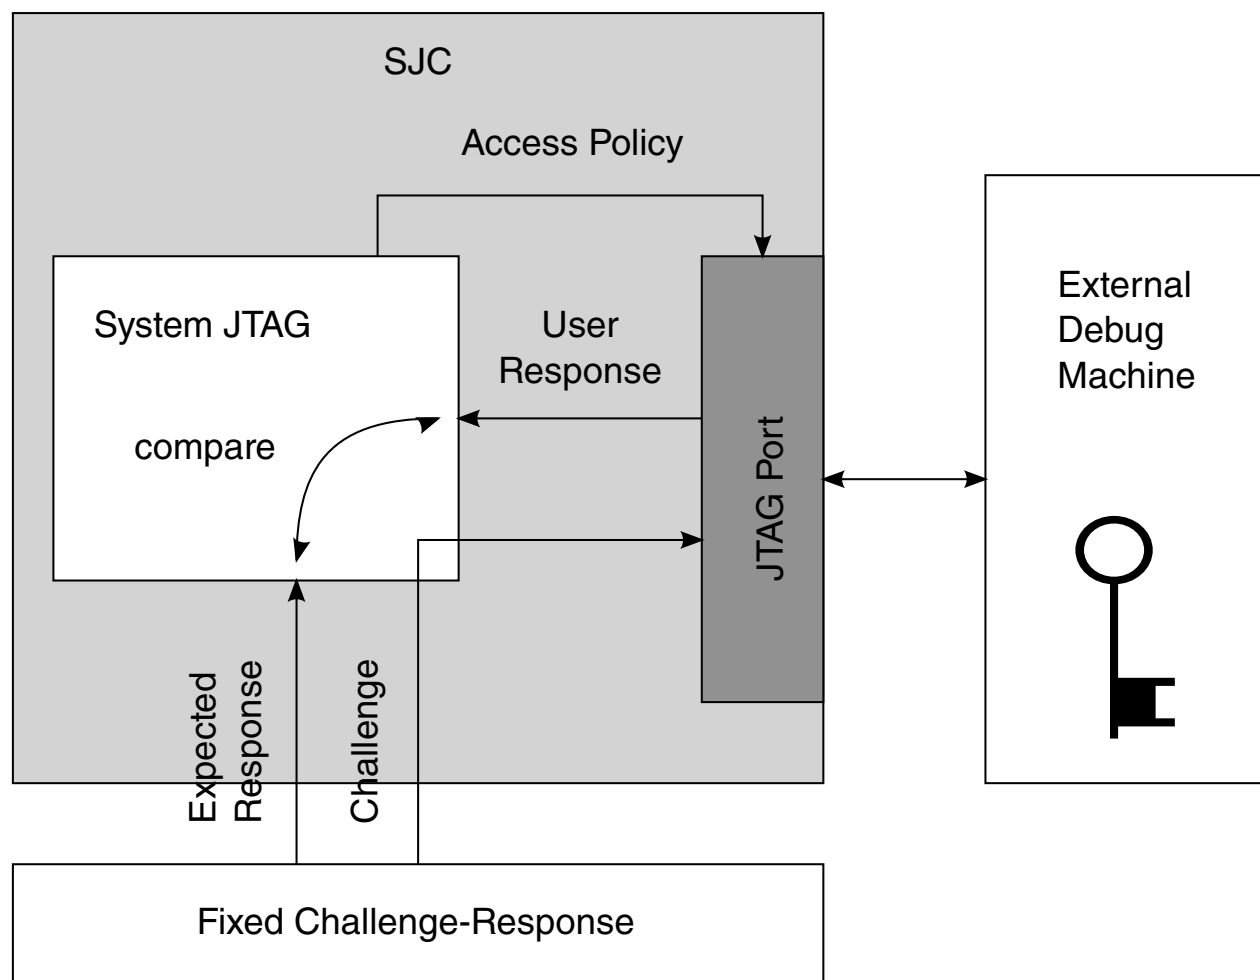 SJC
Access Policy
System JTAG
compare
User
Response
JTAG Port
External
Debug
Machine
Expected
Response
Challenge
Fixed Challenge-Response